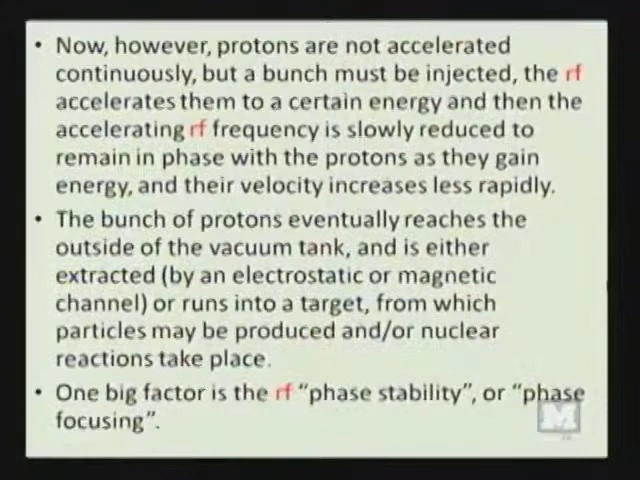 • Now, however, protons are not accelerated
continuously, but a bunch must be injected, the rf
accelerates them to a certain energy and then the
accelerating rf frequency is slowly reduced to
remain in phase with the protons as they gain
energy, and their velocity increases less rapidly.
• The bunch of protons eventually reaches the
outside of the vacuum tank, and is either
extracted (by an electrostatic or magnetic
channel) or runs into a target, from which
particles may be produced and/or nuclear
reactions take place.
• One big factor is the rf “phase stability”, or “phase
focusing”.
M